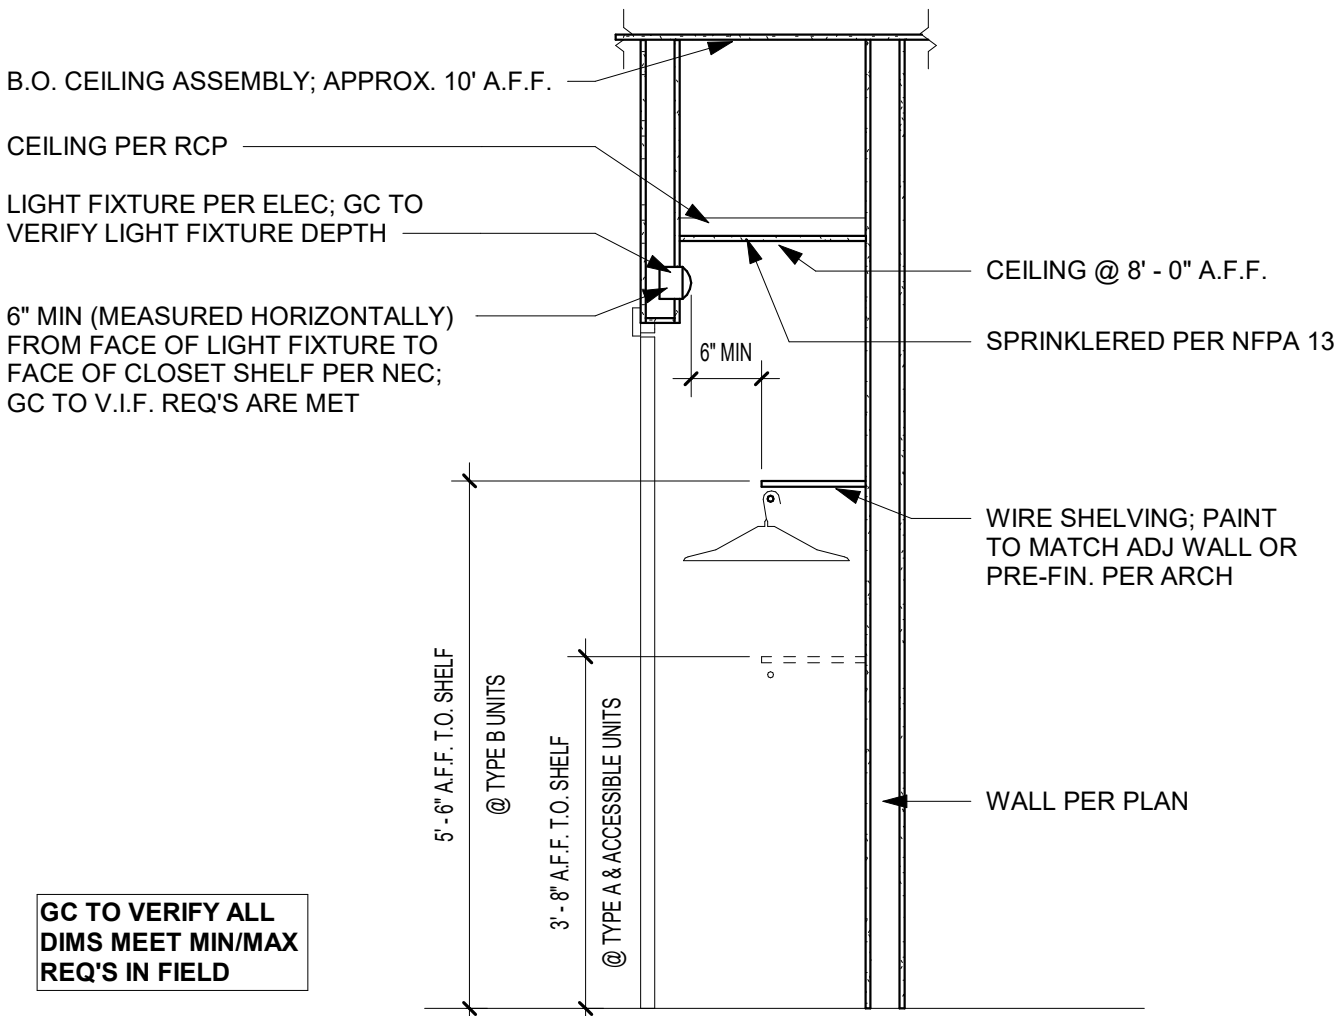 B.O. CEILING ASSEMBLY; APPROX. 10' A.F.F.
CEILING PER RCP
LIGHT FIXTURE PER ELEC; GC TO
VERIFY LIGHT FIXTURE DEPTH
6" MIN (MEASURED HORIZONTALLY)
FROM FACE OF LIGHT FIXTURE TO
FACE OF CLOSET SHELF PER NEC;
GC TO V.I.F. REQ'S ARE MET
6" MIN
CEILING @ 8' - 0" A.F.F.
SPRINKLERED PER NFPA 13
WIRE SHELVING; PAINT
TO MATCH ADJ WALL OR
PRE-FIN. PER ARCH
WALL PER PLAN
5' - 6" A.F.F. T.O. SHELF
@ TYPE B UNITS
3' - 8" A.F.F. T.O. SHELF
@ TYPE A & ACCESSIBLE UNITS
GC TO VERIFY ALL
DIMS MEET MIN/MAX
REQ'S IN FIELD